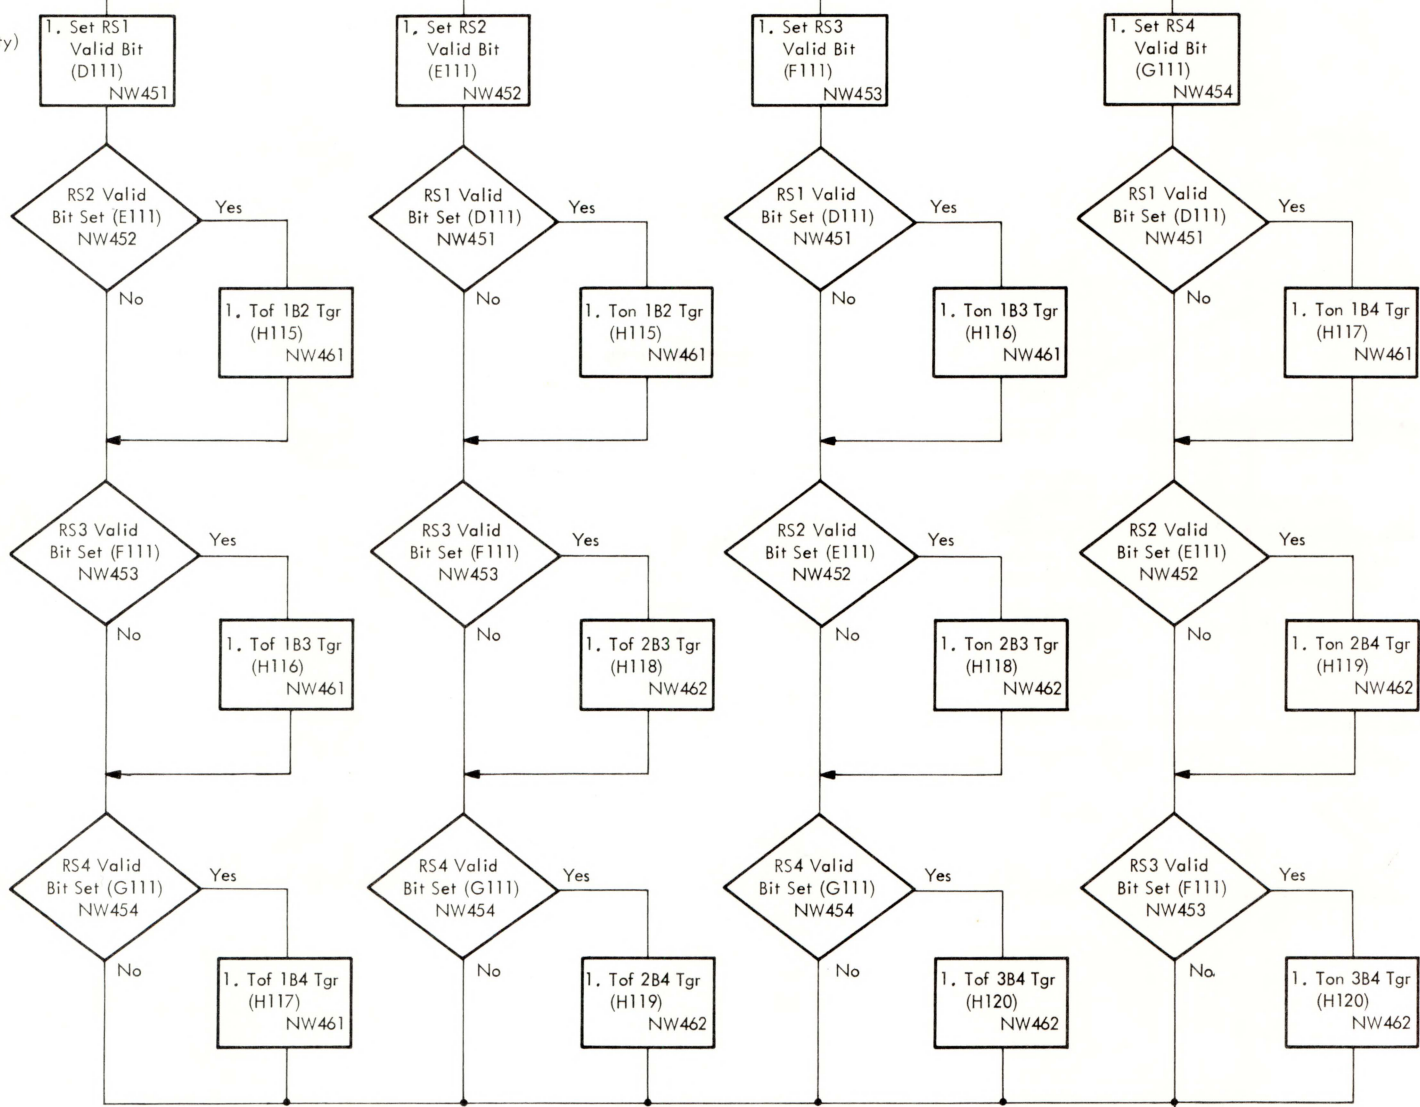 ty)
1. Set RS1
Valid Bit
(D111)
NW451
1. Set RS2
Valid Bit
(E111)
NW452
1. Set RS3
Valid Bit
(F111)
NW453
1. Set RS4
Valid Bit
(G111)
NW454
RS2 Valid
Bit Set (E111)
NW452
Yes
No
RS1 Valid
Bit Set (D111)
NW451
Yes
No
RS1 Valid
Bit Set (D111)
NW451
Yes
No
RS1 Valid
Bit Set (D111)
NW451
Yes
No
1. Tof 1B2 Tgr
(H115)
NW461
1. Ton 1B2 Tgr
(H115)
NW461
1. Ton 1B3 Tgr
(H116)
NW461
1. Ton 1B4 Tgr
(H117)
NW461
RS3 Valid
Bit Set (F111)
NW453
Yes
No
RS3 Valid
Bit Set (F111)
NW453
Yes
No
RS2 Valid
Bit Set (E111)
NW452
Yes
No
RS2 Valid
Bit Set (E111)
NW452
Yes
No
1. Tof 1B3 Tgr
(H116)
NW461
1. Tof 2B3 Tgr
(H118)
NW462
1. Ton 2B3 Tgr
(H118)
NW462
1. Ton 2B4 Tgr
(H119)
NW462
RS4 Valid
Bit Set (G111)
NW454
Yes
No
RS4 Valid
Bit Set (G111)
NW454
Yes
No
RS4 Valid
Bit Set (G111)
NW454
Yes
No
RS3 Valid
Bit Set (F111)
NW453
Yes
No
1. Tof 1B4 Tgr
(H117)
NW461
1. Tof 2B4 Tgr
(H119)
NW462
1. Tof 3B4 Tgr
(H120)
NW462
1. Ton 3B4 Tgr
(H120)
NW462